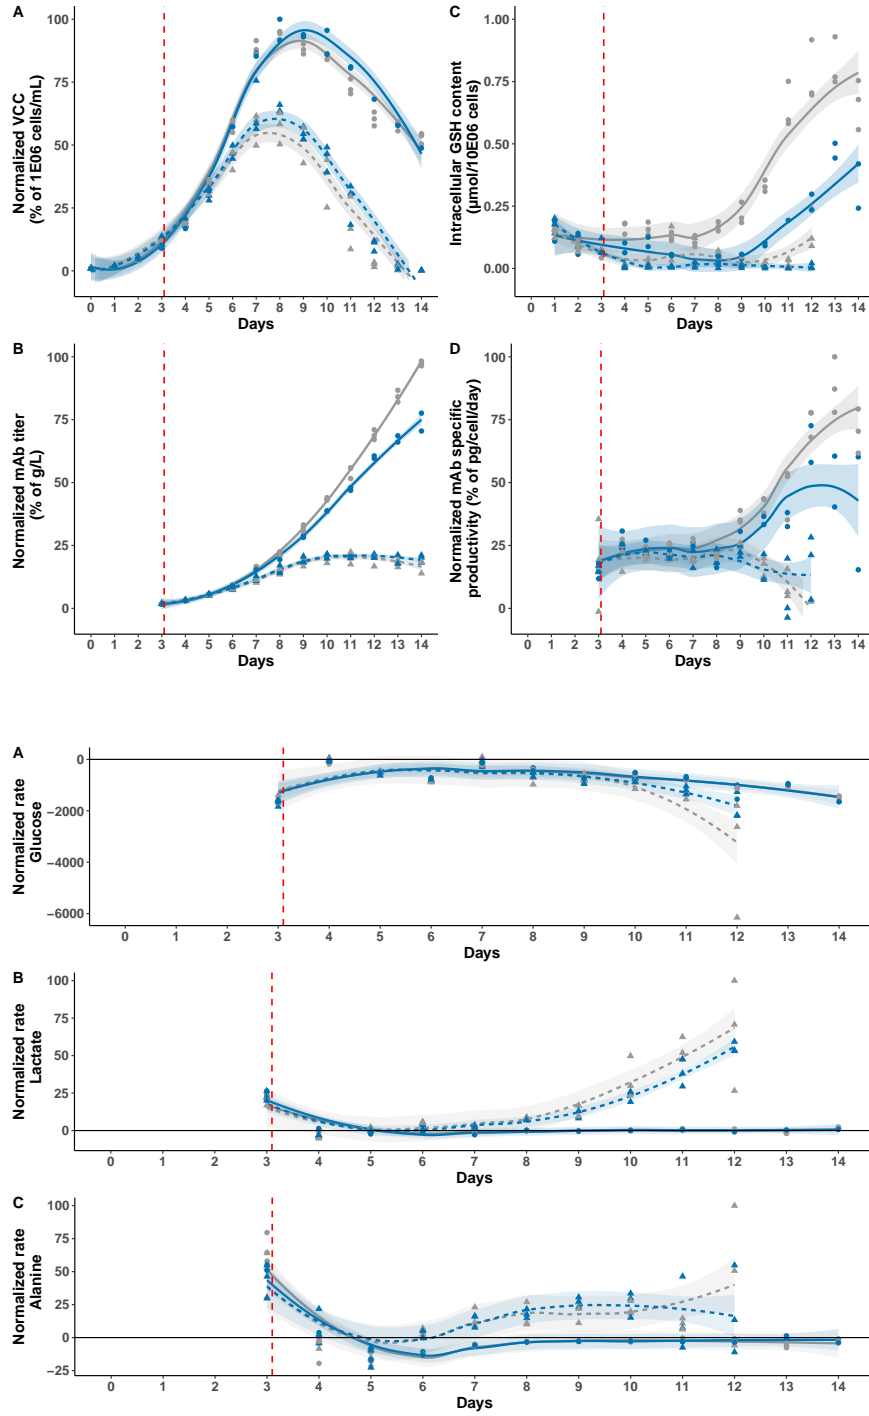 A
Normalized VCC
(% of 1E06 cells/mL)
100
75
50
25
0
0 1 2 3 4 5 6 7 8 9 10 11 12 13 14
Days
C
Intracellular GSH content
(µmol/10E06 cells)
1.00
0.75
0.50
0.25
0.00
0 1 2 3 4 5 6 7 8 9 10 11 12 13 14
Days
B
Normalized mAb titer
(% of g/L)
100
75
50
25
0
0 1 2 3 4 5 6 7 8 9 10 11 12 13 14
Days
D
Normalized mAb specific
productivity (% of pg/cell/day)
100
75
50
25
0
0 1 2 3 4 5 6 7 8 9 10 11 12 13 14
Days
A
Normalized rate
Glucose
0
−2000
−4000
−6000
0 1 2 3 4 5 6 7 8 9 10 11 12 13 14
Days
B
Normalized rate
Lactate
100
75
50
25
0
0 1 2 3 4 5 6 7 8 9 10 11 12 13 14
Days
C
Normalized rate
Alanine
100
75
50
25
0
−25
0 1 2 3 4 5 6 7 8 9 10 11 12 13 14
Days